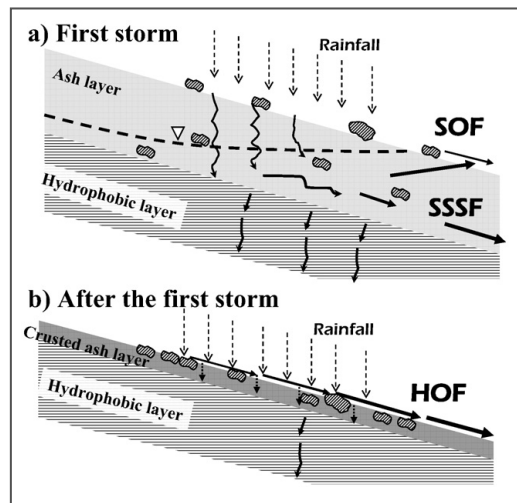 a) First storm
Rainfall
Ash layer
SOF
Hydrophobic layer
SSSF
b) After the first storm
Rainfall
Crusted ash layer
HOF
Hydrophobic layer